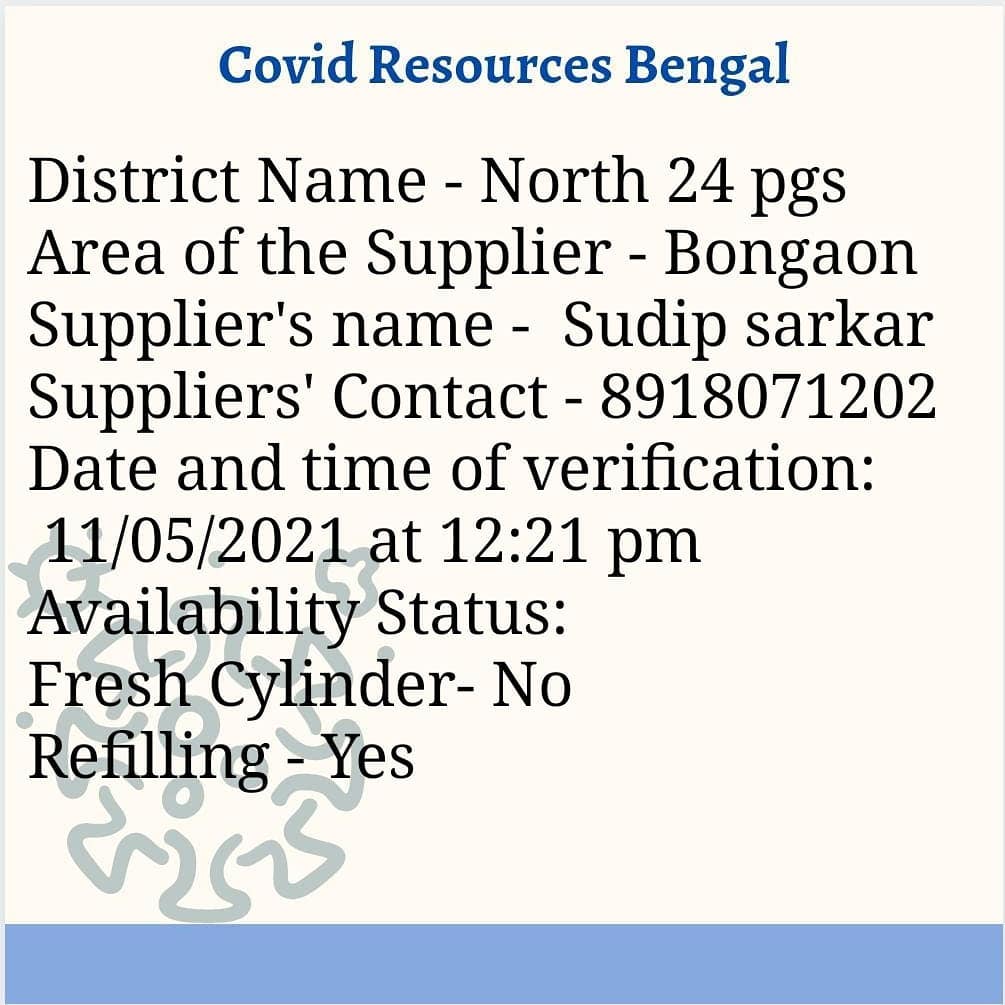 Covid Resources Bengal
District Name - North 24 pgs
Area of the Supplier - Bongaon
Supplier's name -  Sudip sarkar
Suppliers' Contact - 8918071202
Date and time of verification:
11/05/2021 at 12:21 pm
Availability Status:
Fresh Cylinder- No
Refilling - Yes